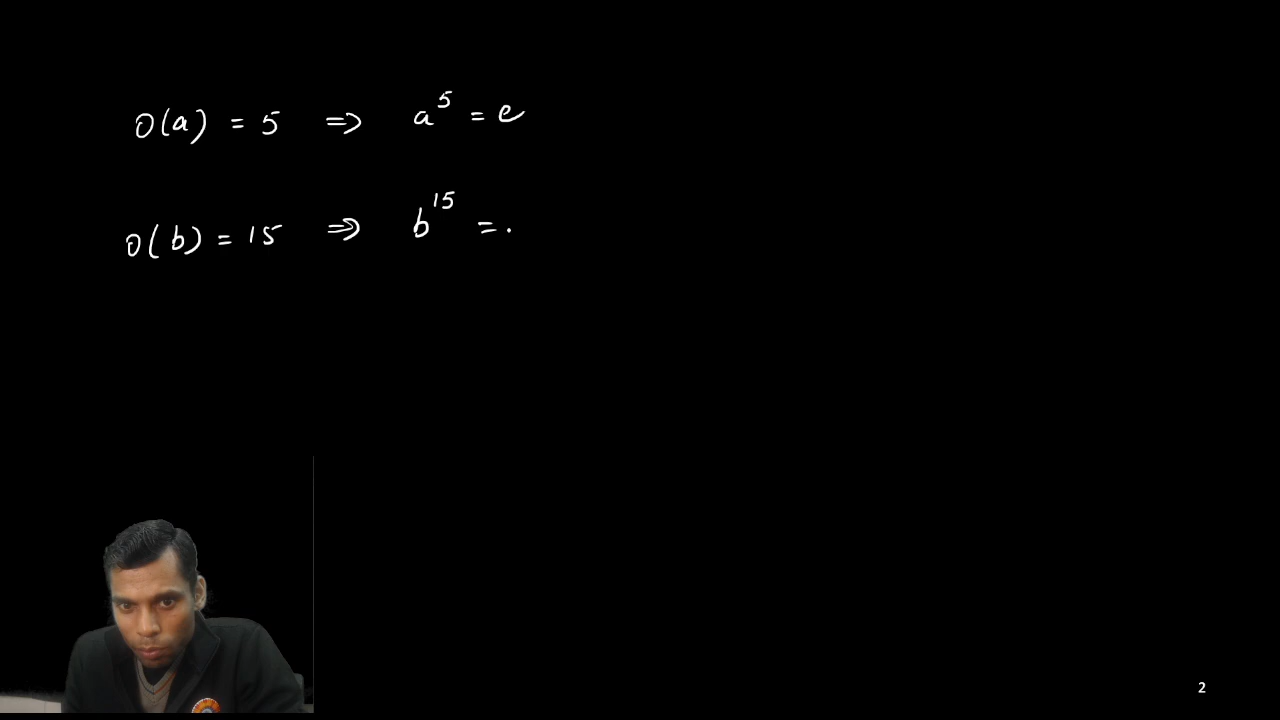 O(a) = 5 => a^5 = e
O(b) = 15 => b^15 = .
2